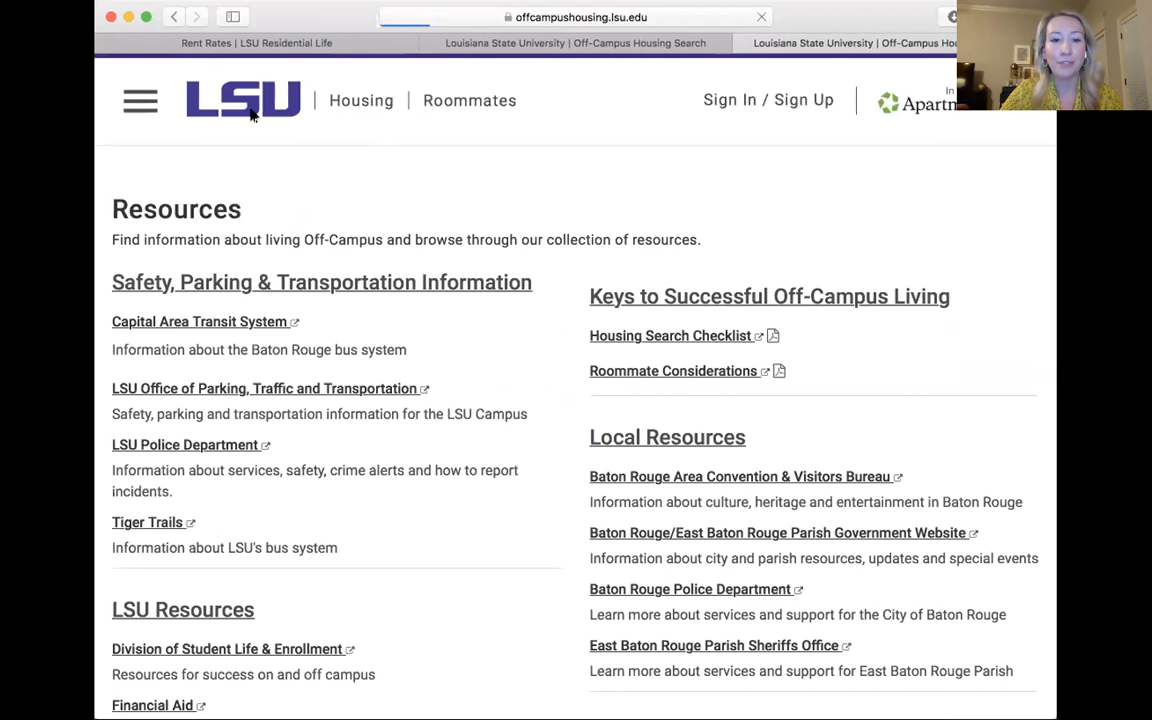 offcampushousing.lsu.edu
Rent Rates | LSU Residential Life
Louisiana State University | Off-Campus Housing Search
Louisiana State University | Off-Campus Hou
LSU | Housing | Roommates
Sign In / Sign Up
In
Apartm
Resources
Find information about living Off-Campus and browse through our collection of resources.
Safety, Parking & Transportation Information
Capital Area Transit System
Information about the Baton Rouge bus system
LSU Office of Parking, Traffic and Transportation
Safety, parking and transportation information for the LSU Campus
LSU Police Department
Information about services, safety, crime alerts and how to report
incidents.
Tiger Trails
Information about LSU's bus system
LSU Resources
Division of Student Life & Enrollment
Resources for success on and off campus
Financial Aid
Keys to Successful Off-Campus Living
Housing Search Checklist
Roommate Considerations
Local Resources
Baton Rouge Area Convention & Visitors Bureau
Information about culture, heritage and entertainment in Baton Rouge
Baton Rouge/East Baton Rouge Parish Government Website
Information about city and parish resources, updates and special events
Baton Rouge Police Department
Learn more about services and support for the City of Baton Rouge
East Baton Rouge Parish Sheriffs Office
Learn more about services and support for East Baton Rouge Parish